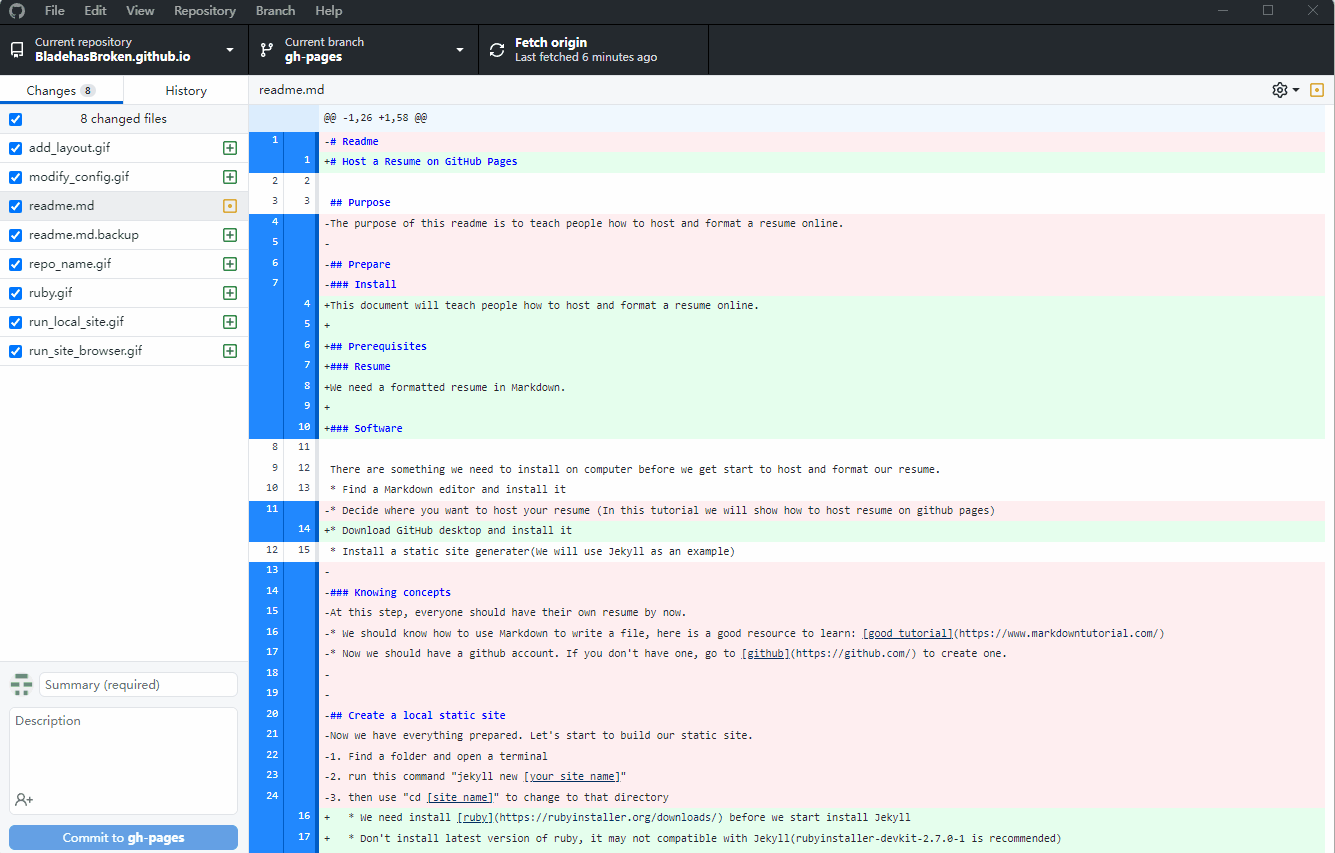 File Edit View Repository Branch Help
Current repository
BladehasBroken.github.io
Current branch
gh-pages
Fetch origin
Last fetched 6 minutes ago
Changes 8 History
readme.md
8 changed files
add_layout.gif
modify_config.gif
readme.md
readme.md.backup
repo_name.gif
ruby.gif
run_local_site.gif
run_site_browser.gif
Summary (required)
Description
Commit to gh-pages
@@ -1,26 +1,58 @@
1 -# Readme
1 +# Host a Resume on GitHub Pages
2 2
3 3 ## Purpose
4 -The purpose of this readme is to teach people how to host and format a resume online.
5 -
6 -## Prepare
7 -### Install
4 +This document will teach people how to host and format a resume online.
5 +
6 +## Prerequisites
7 +### Resume
8 +We need a formatted resume in Markdown.
9 +
10 +### Software
8 11
9 12 There are something we need to install on computer before we get start to host and format our resume.
10 13 * Find a Markdown editor and install it
11 -* Decide where you want to host your resume (In this tutorial we will show how to host resume on github pages)
14 +* Download GitHub desktop and install it
12 15 * Install a static site generater(We will use Jekyll as an example)
13 -
14 -### Knowing concepts
15 -At this step, everyone should have their own resume by now.
16 -* We should know how to use Markdown to write a file, here is a good resource to learn: [good tutorial](https://www.markdowntutorial.com/)
17 -* Now we should have a github account. If you don't have one, go to [github](https://github.com/) to create one.
18 -
19 -
20 -## Create a local static site
21 -Now we have everything prepared. Let's start to build our static site.
22 -1. Find a folder and open a terminal
23 -2. run this command "jekyll new [your site name]"
24 -3. then use "cd [site name]" to change to that directory
16 + * We need install [ruby](https://rubyinstaller.org/downloads/) before we start install Jekyll
17 + * Don't install latest version of ruby, it may not compatible with Jekyll(rubyinstaller-devkit-2.7.0-1 is recommended)